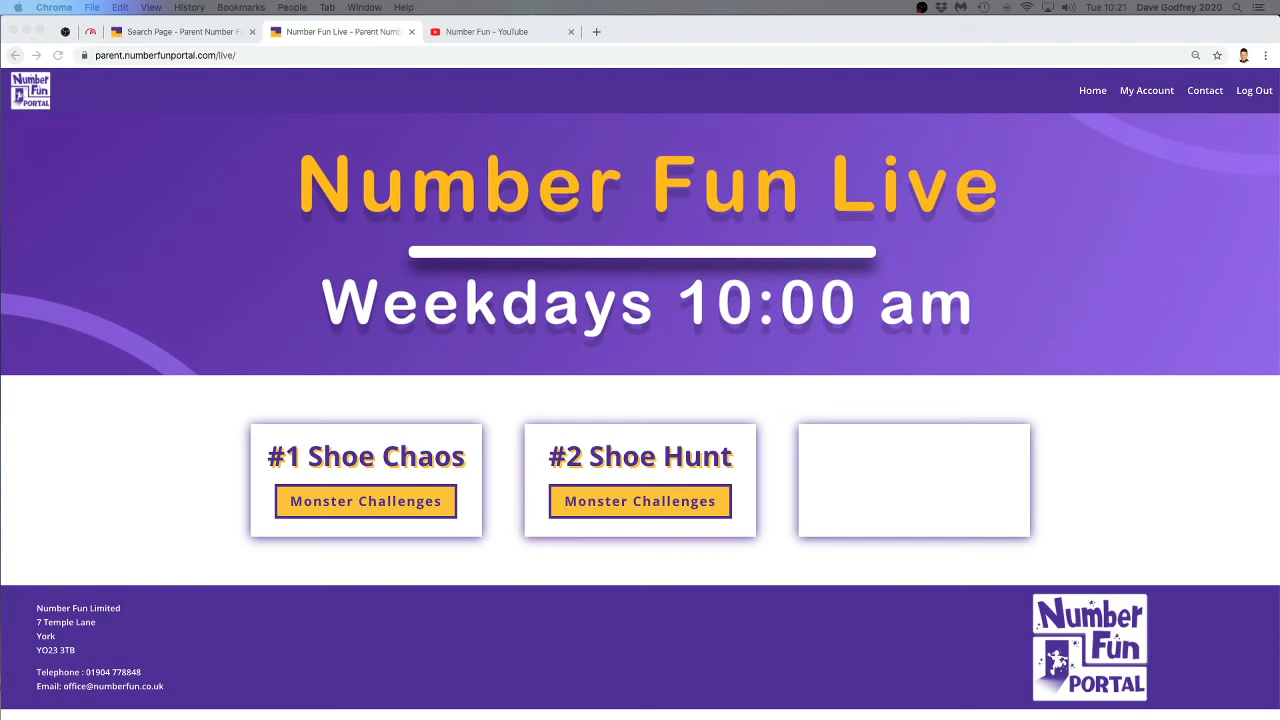 Chrome File Edit View History Bookmarks People Tab Window Help Tue 10:21 Dave Godfrey 2020
Search Page - Parent Number F
Number Fun Live - Parent Numb
Number Fun - YouTube
parent.numberfunportal.com/live/
Number Fun PORTAL
Home My Account Contact Log Out
Number Fun Live
Weekdays 10:00 am
#1 Shoe Chaos
Monster Challenges
#2 Shoe Hunt
Monster Challenges
Number Fun Limited
7 Temple Lane
York
YO23 3TB
Telephone : 01904 778848
Email: office@numberfun.co.uk
Number
Fun
PORTAL